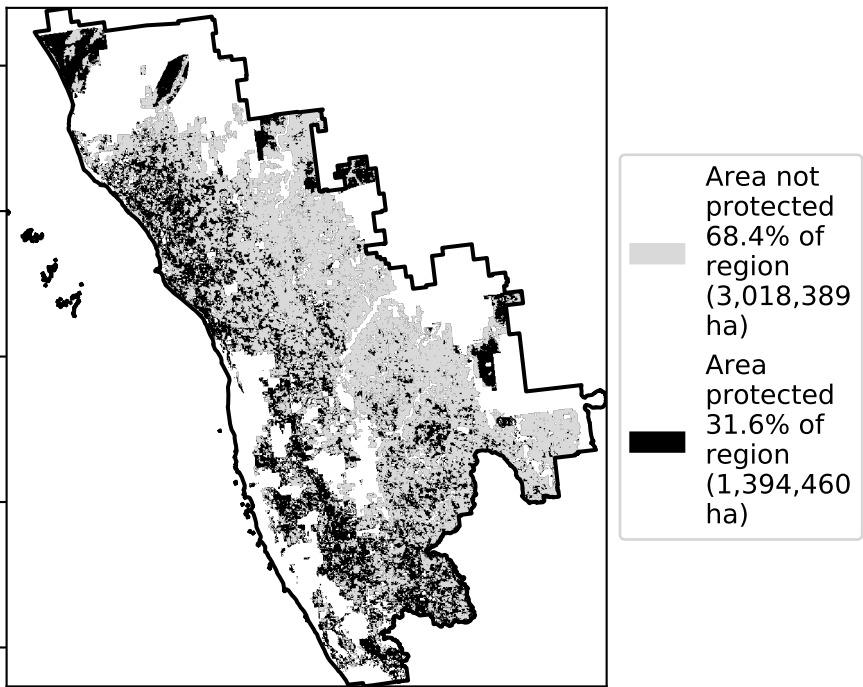 Area not
protected
68.4% of
region
(3,018,389
ha)
Area
protected
31.6% of
region
(1,394,460
ha)